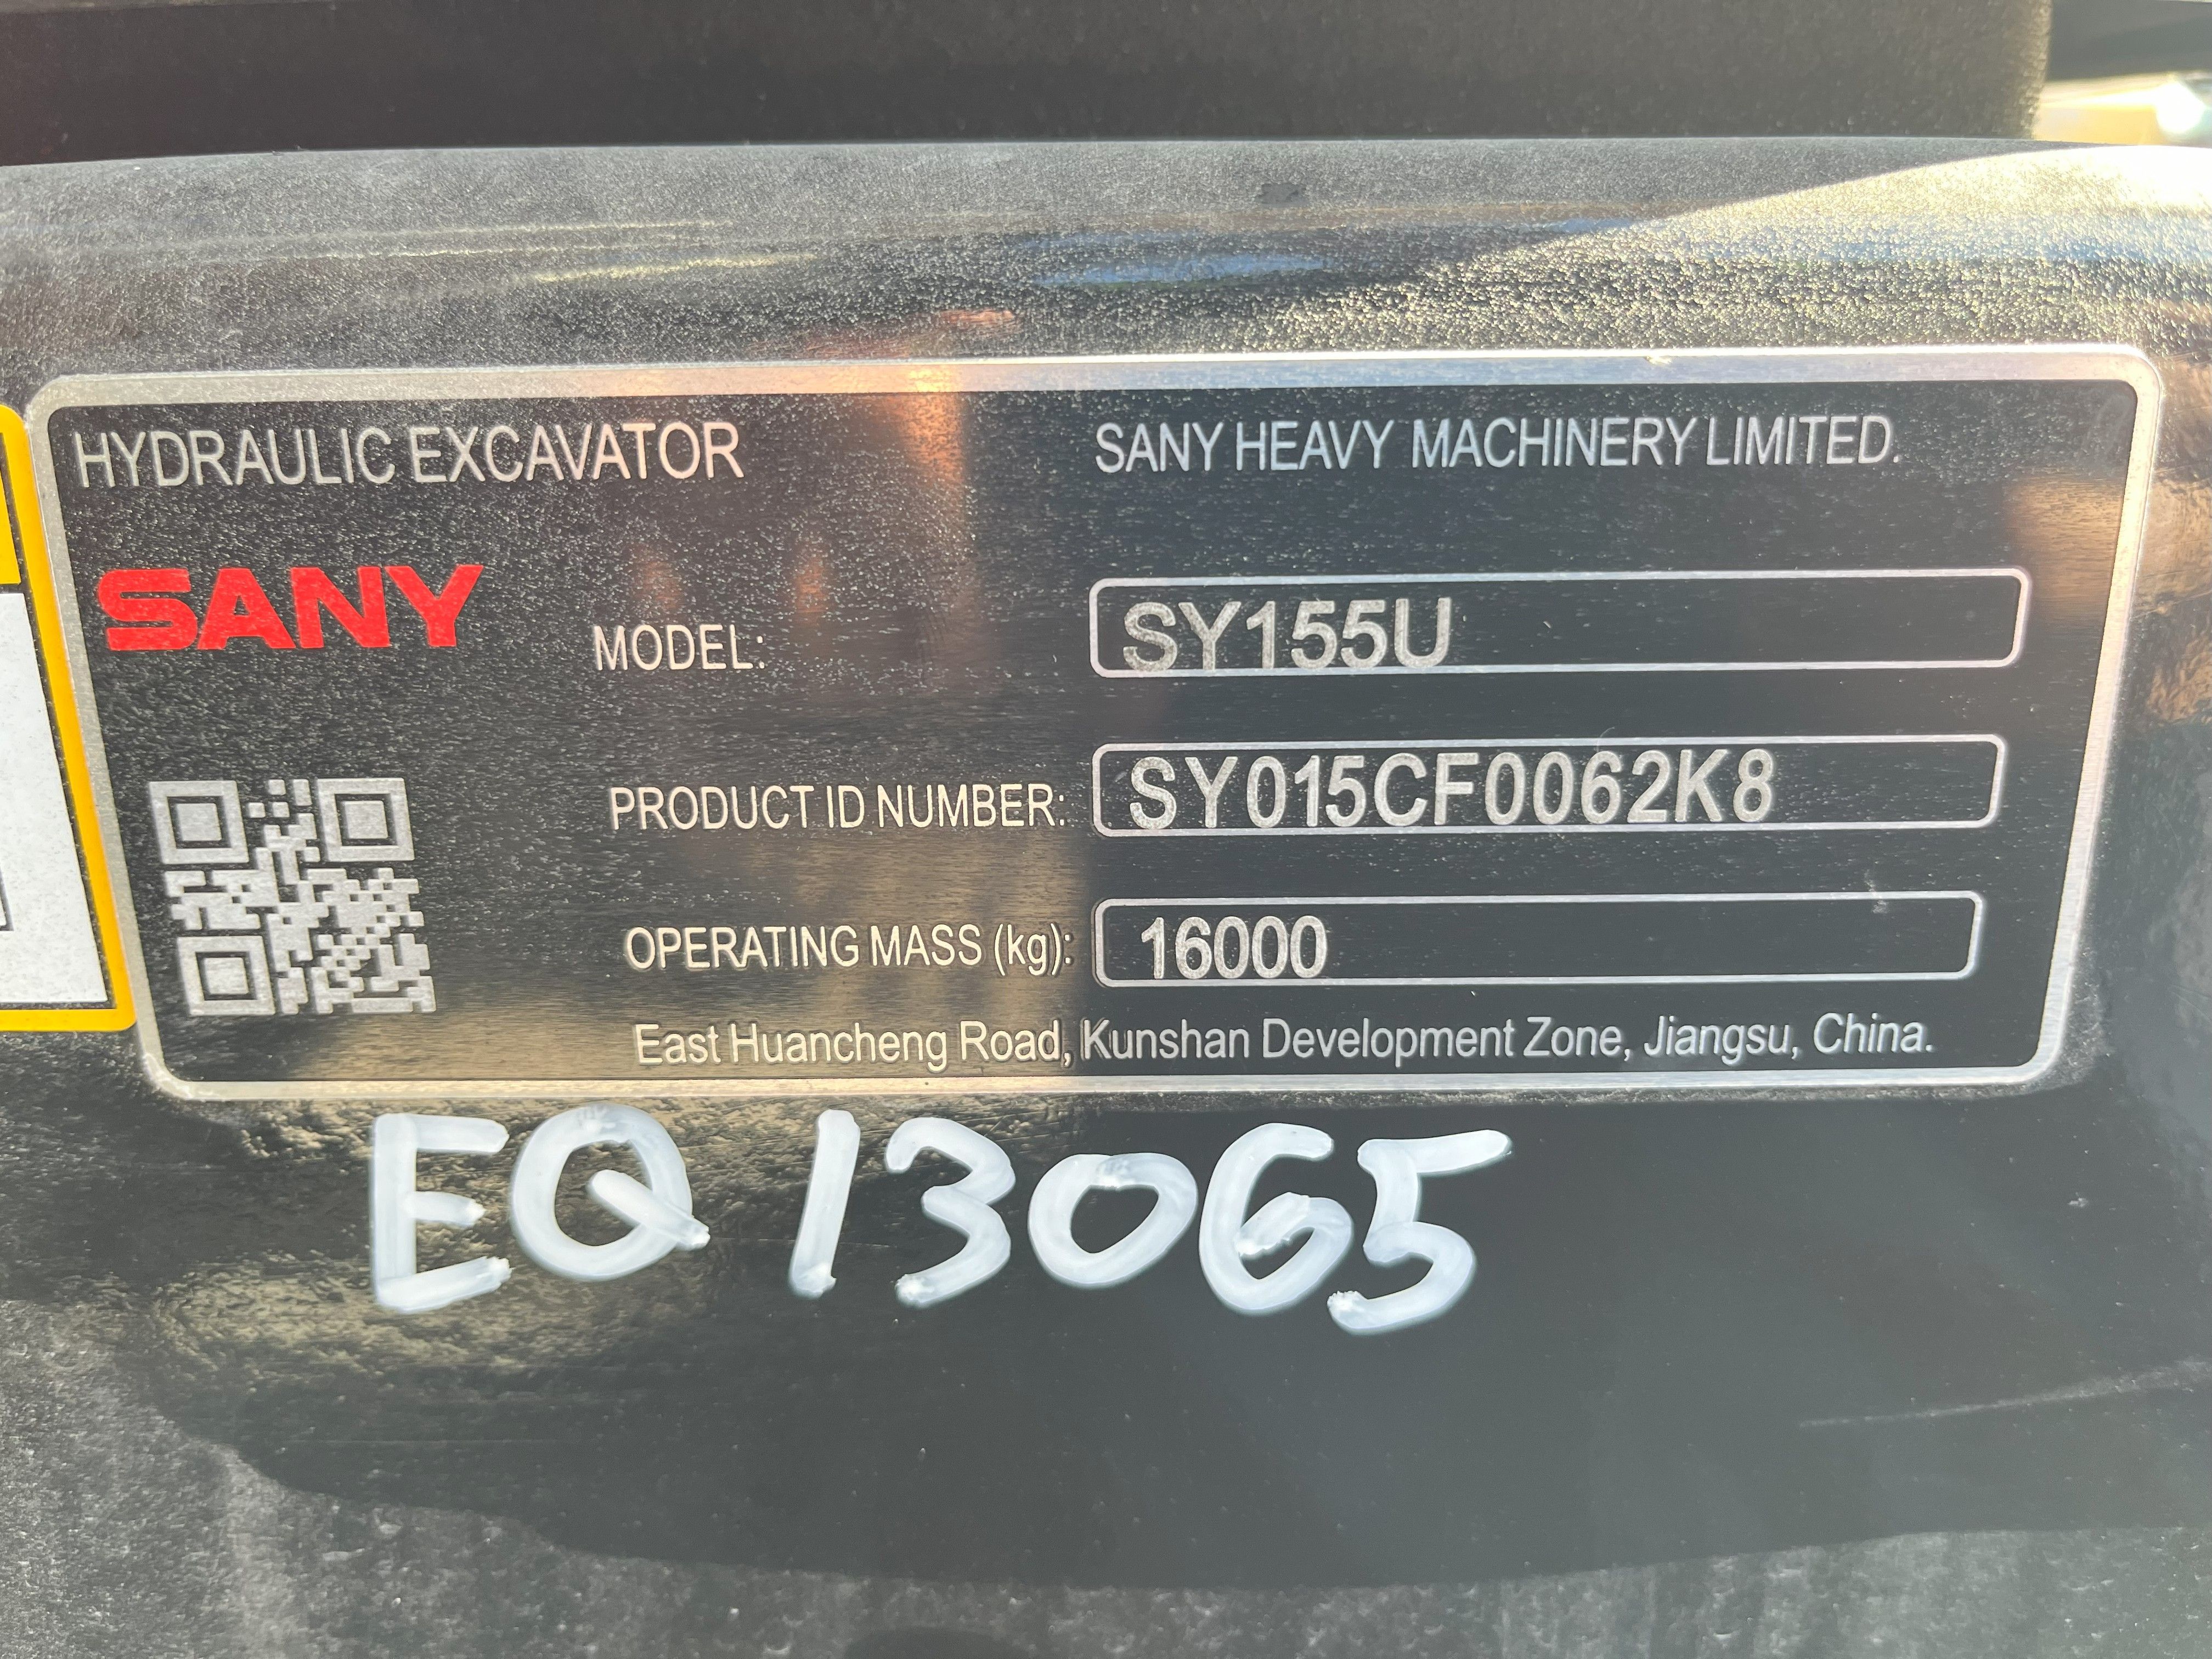 HYDRAULIC EXCAVATOR
SANY HEAVY MACHINERY LIMITED.
SANY
MODEL: SY155U
PRODUCT ID NUMBER: SY015CF0062K8
OPERATING MASS (kg): 16000
East Huancheng Road, Kunshan Development Zone, Jiangsu, China.
EQ 13065